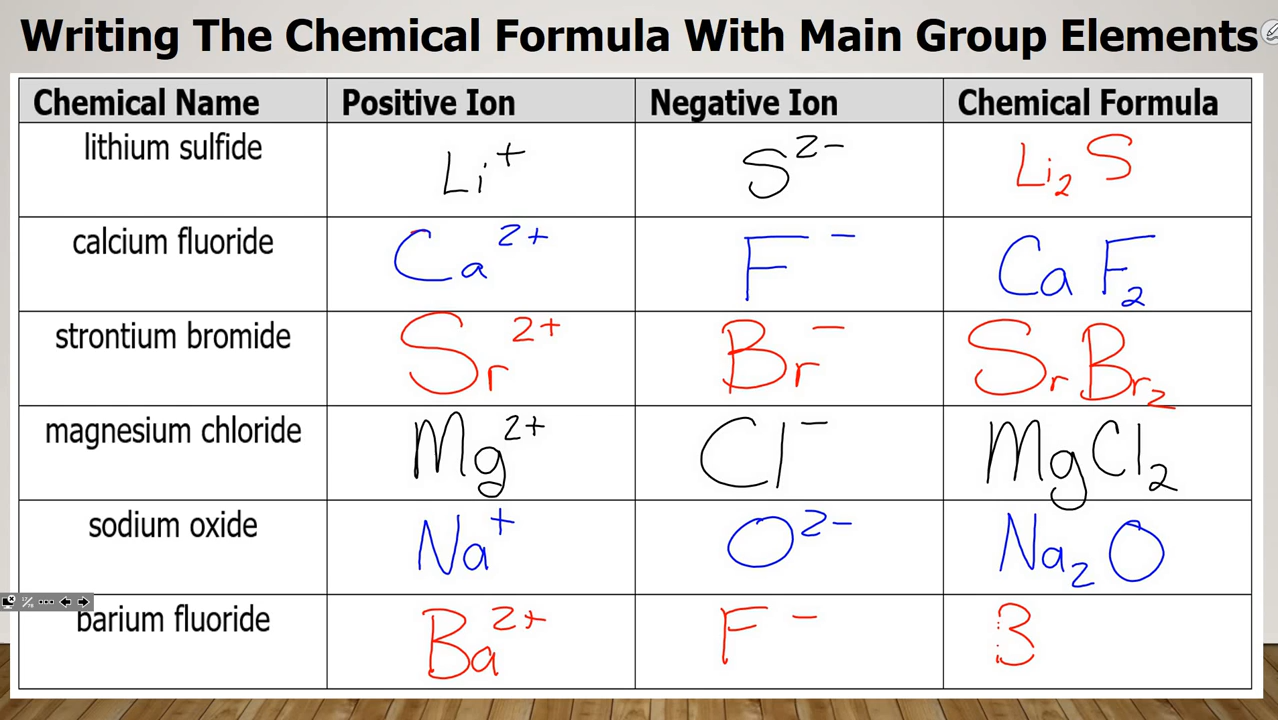 Writing The Chemical Formula With Main Group Elements
Chemical Name Positive Ion Negative Ion Chemical Formula
lithium sulfide Li⁺ S²⁻ Li₂S
calcium fluoride Ca²⁺ F⁻ CaF₂
strontium bromide Sr²⁺ Br⁻ SrBr₂
magnesium chloride Mg²⁺ Cl⁻ MgCl₂
sodium oxide Na⁺ O²⁻ Na₂O
barium fluoride Ba²⁺ F⁻ B